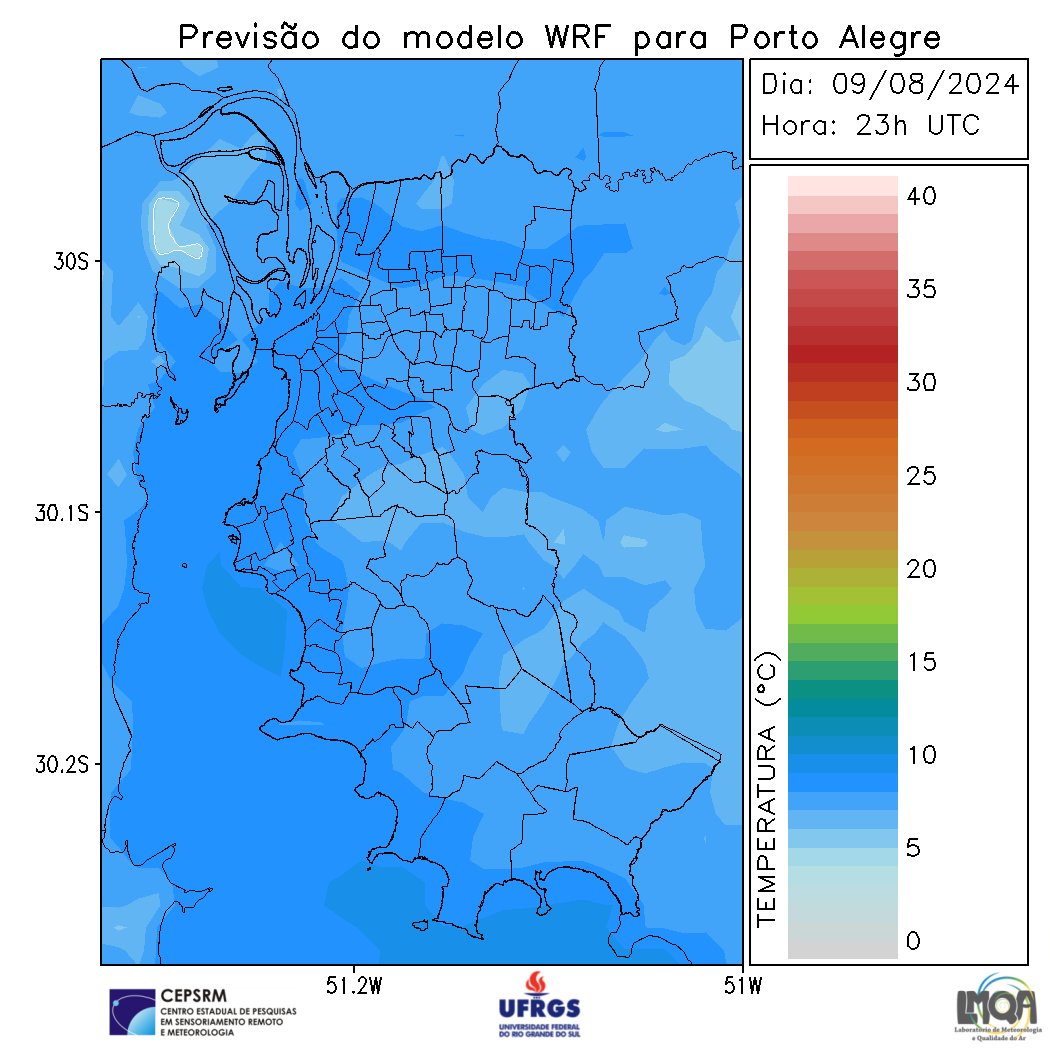 Previsão do modelo WRF para Porto Alegre
Dia: 09/08/2024
Hora: 23h UTC
40
35
30
25
20
15
10
5
0
TEMPERATURA (°C)
30S
30.1S
30.2S
51.2W
51W
CEPSRM
CENTRO ESTADUAL DE PESQUISAS
EM SENSORIAMENTO REMOTO
E METEOROLOGIA
UFRGS
UNIVERSIDADE FEDERAL
DO RIO GRANDE DO SUL
LMQA
Laboratório de Meteorologia
e Qualidade do Ar